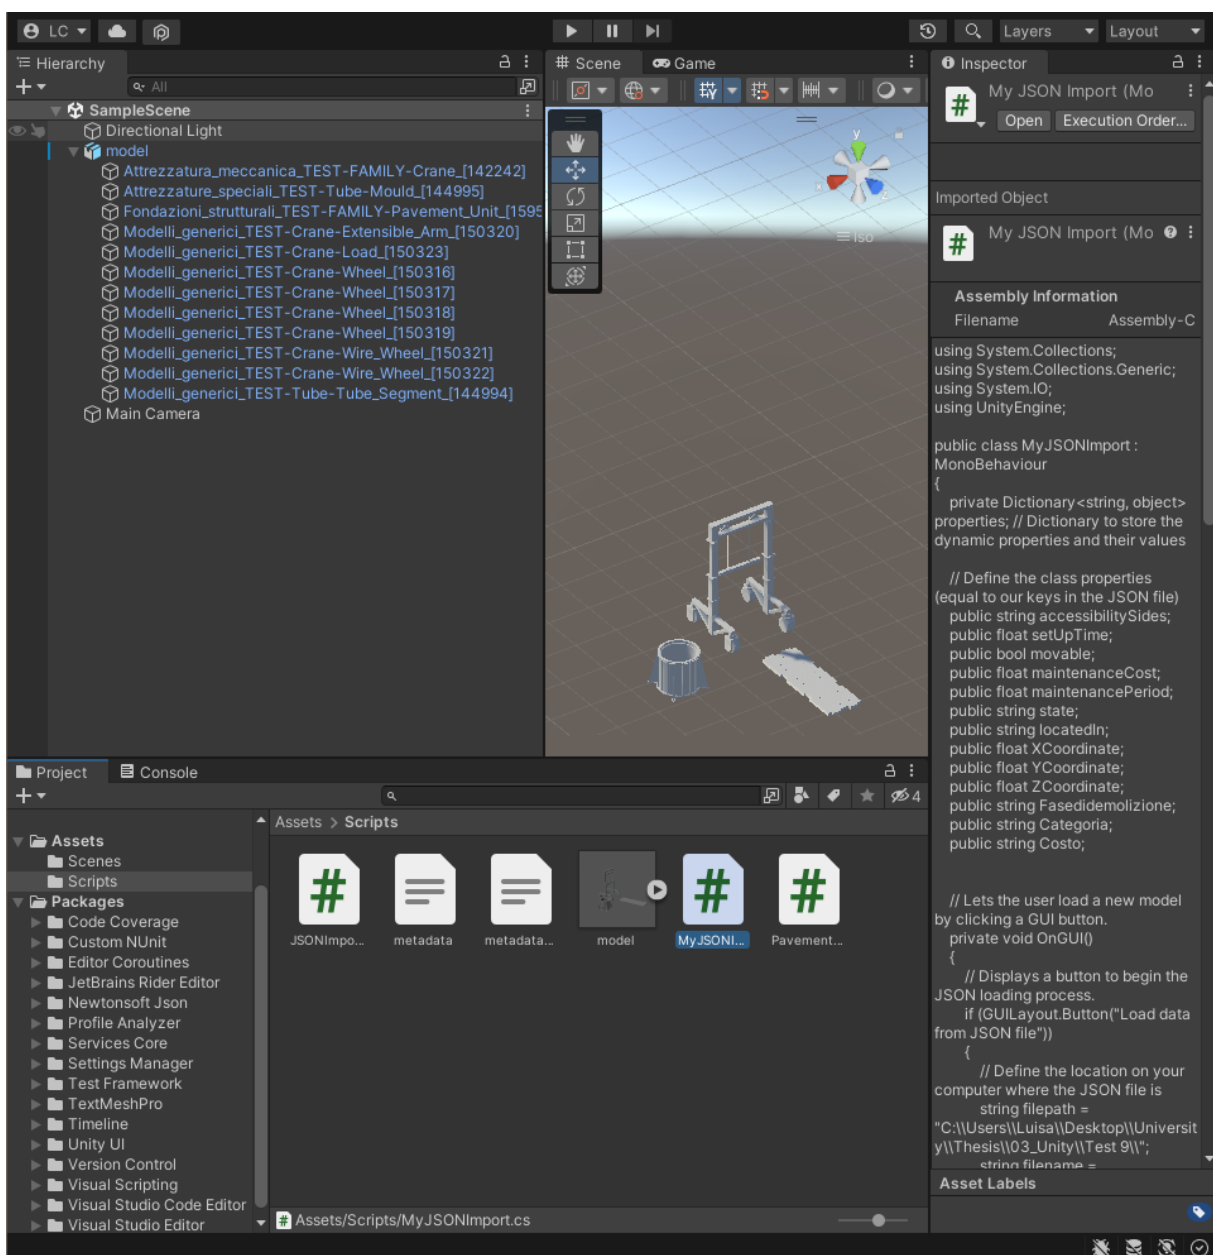 LC
Layers
Layout
Hierarchy
All
SampleScene
Directional Light
model
Attrezzatura_meccanica_TEST-FAMILY-Crane_[142242]
Attrezzature_speciali_TEST-Tube-Mould_[144995]
Fondazioni_strutturali_TEST-FAMILY-Pavement_Unit_[1595
Modelli_generici_TEST-Crane-Extensible_Arm_[150320]
Modelli_generici_TEST-Crane-Load_[150323]
Modelli_generici_TEST-Crane-Wheel_[150316]
Modelli_generici_TEST-Crane-Wheel_[150317]
Modelli_generici_TEST-Crane-Wheel_[150318]
Modelli_generici_TEST-Crane-Wheel_[150319]
Modelli_generici_TEST-Crane-Wire_Wheel_[150321]
Modelli_generici_TEST-Crane-Wire_Wheel_[150322]
Modelli_generici_TEST-Tube-Tube_Segment_[144994]
Main Camera
Scene
Game
y
x
z
Iso
Inspector
My JSON Import (Mo
Open
Execution Order...
Imported Object
My JSON Import (Mo
Assembly Information
Filename Assembly-C
using System.Collections;
using System.Collections.Generic;
using System.IO;
using UnityEngine;
public class MyJSONImport :
MonoBehaviour
{
private Dictionary<string, object>
properties; // Dictionary to store the
dynamic properties and their values
// Define the class properties
(equal to our keys in the JSON file)
public string accessibilitySides;
public float setUpTime;
public bool movable;
public float maintenanceCost;
public float maintenancePeriod;
public string state;
public string locatedIn;
public float XCoordinate;
public float YCoordinate;
public float ZCoordinate;
public string Fasedidemolizione;
public string Categoria;
public string Costo;
// Lets the user load a new model
by clicking a GUI button.
private void OnGUI()
{
// Displays a button to begin the
JSON loading process.
if (GUILayout.Button("Load data
from JSON file"))
{
// Define the location on your
computer where the JSON file is
string filepath =
"C:\\Users\\Luisa\\Desktop\\Universit
y\\Thesis\\03_Unity\\Test 9\\";
string filename =
Asset Labels
Project
Console
4
Assets
Scenes
Scripts
Packages
Code Coverage
Custom NUnit
Editor Coroutines
JetBrains Rider Editor
Newtonsoft Json
Profile Analyzer
Services Core
Settings Manager
Test Framework
TextMeshPro
Timeline
Unity UI
Version Control
Visual Scripting
Visual Studio Code Editor
Visual Studio Editor
Assets > Scripts
JSONImpo...
metadata
metadata...
model
MyJSONI...
Pavement...
Assets/Scripts/MyJSONImport.cs